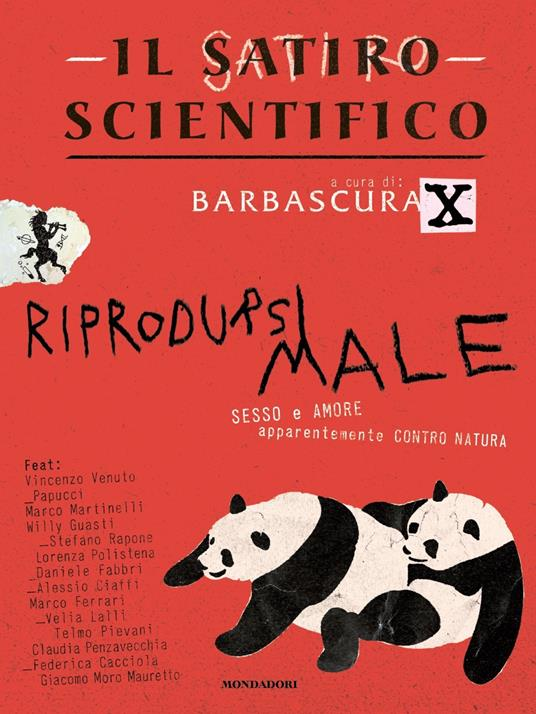 IL SATIRO
SATIRO
SCIENTIFICO
a cura di:
BARBASCURA X
RIPRODURSI
MALE
SESSO e AMORE
apparentemente CONTRO NATURA
Feat:
Vincenzo Venuto
_Papucci
Marco Martinelli
Willy Guasti
_Stefano Rapone
Lorenza Polistena
_Daniele Fabbri
_Alessio Ciaffi
Marco Ferrari
_Velia Lalli
Telmo Pievani
Claudia Penzavecchia
_Federica Cacciola
Giacomo Moro Mauretto
MONDADORI